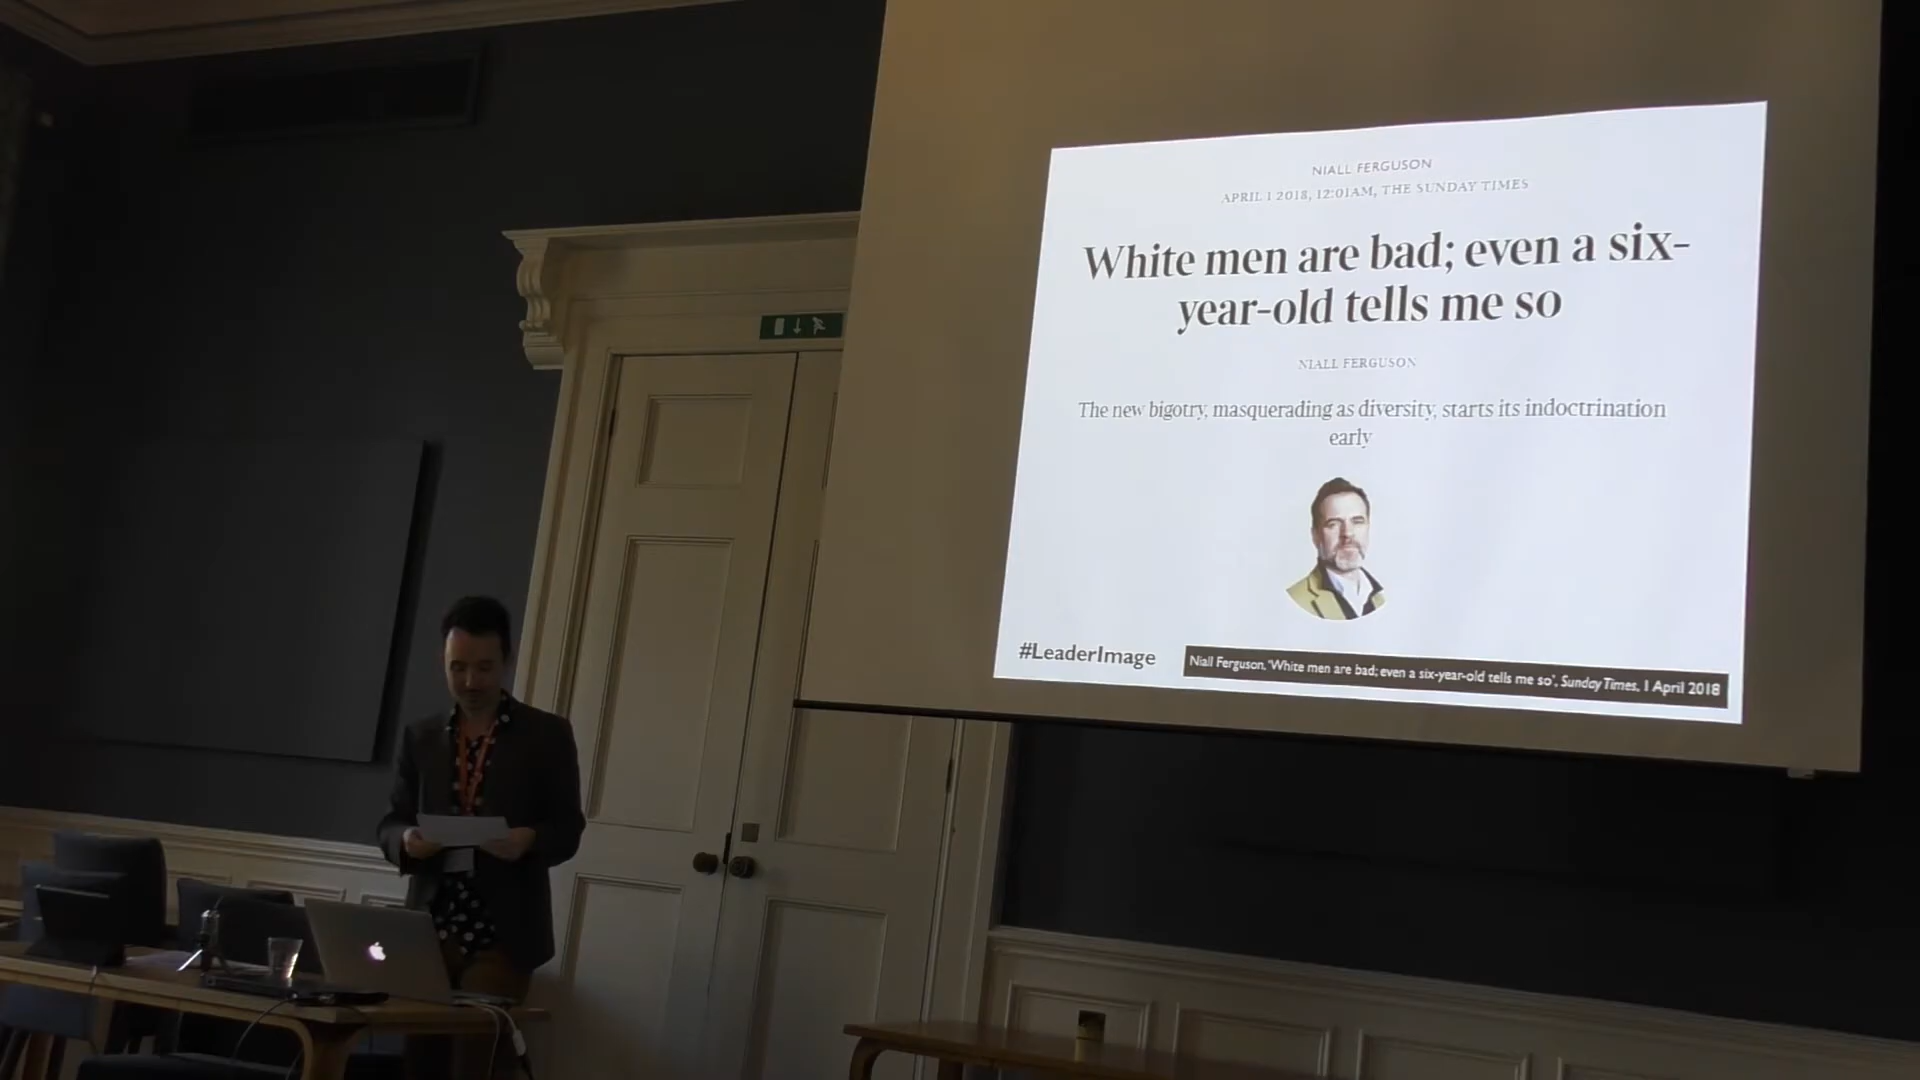 NIALL FERGUSON
APRIL 1 2018, 12:01AM, THE SUNDAY TIMES
White men are bad; even a six-
year-old tells me so
NIALL FERGUSON
The new bigotry, masquerading as diversity, starts its indoctrination
early
#LeaderImage
Niall Ferguson, 'White men are bad; even a six-year-old tells me so', Sunday Times, 1 April 2018